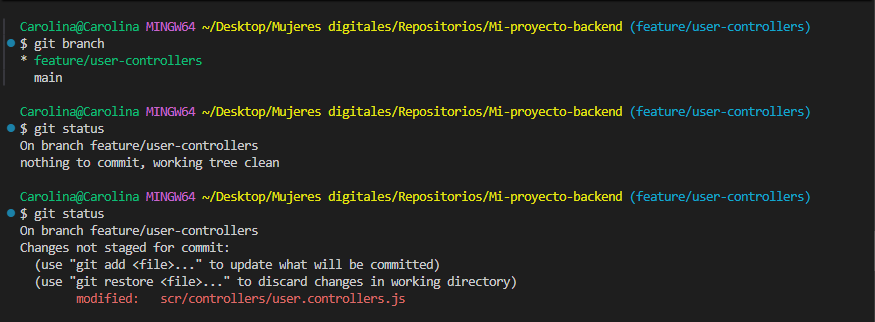 Carolina@Carolina MINGW64 ~/Desktop/Mujeres digitales/Repositorios/Mi-proyecto-backend (feature/user-controllers)
$ git branch
* feature/user-controllers
  main
Carolina@Carolina MINGW64 ~/Desktop/Mujeres digitales/Repositorios/Mi-proyecto-backend (feature/user-controllers)
$ git status
On branch feature/user-controllers
nothing to commit, working tree clean
Carolina@Carolina MINGW64 ~/Desktop/Mujeres digitales/Repositorios/Mi-proyecto-backend (feature/user-controllers)
$ git status
On branch feature/user-controllers
Changes not staged for commit:
  (use "git add <file>..." to update what will be committed)
  (use "git restore <file>..." to discard changes in working directory)
        modified:   scr/controllers/user.controllers.js